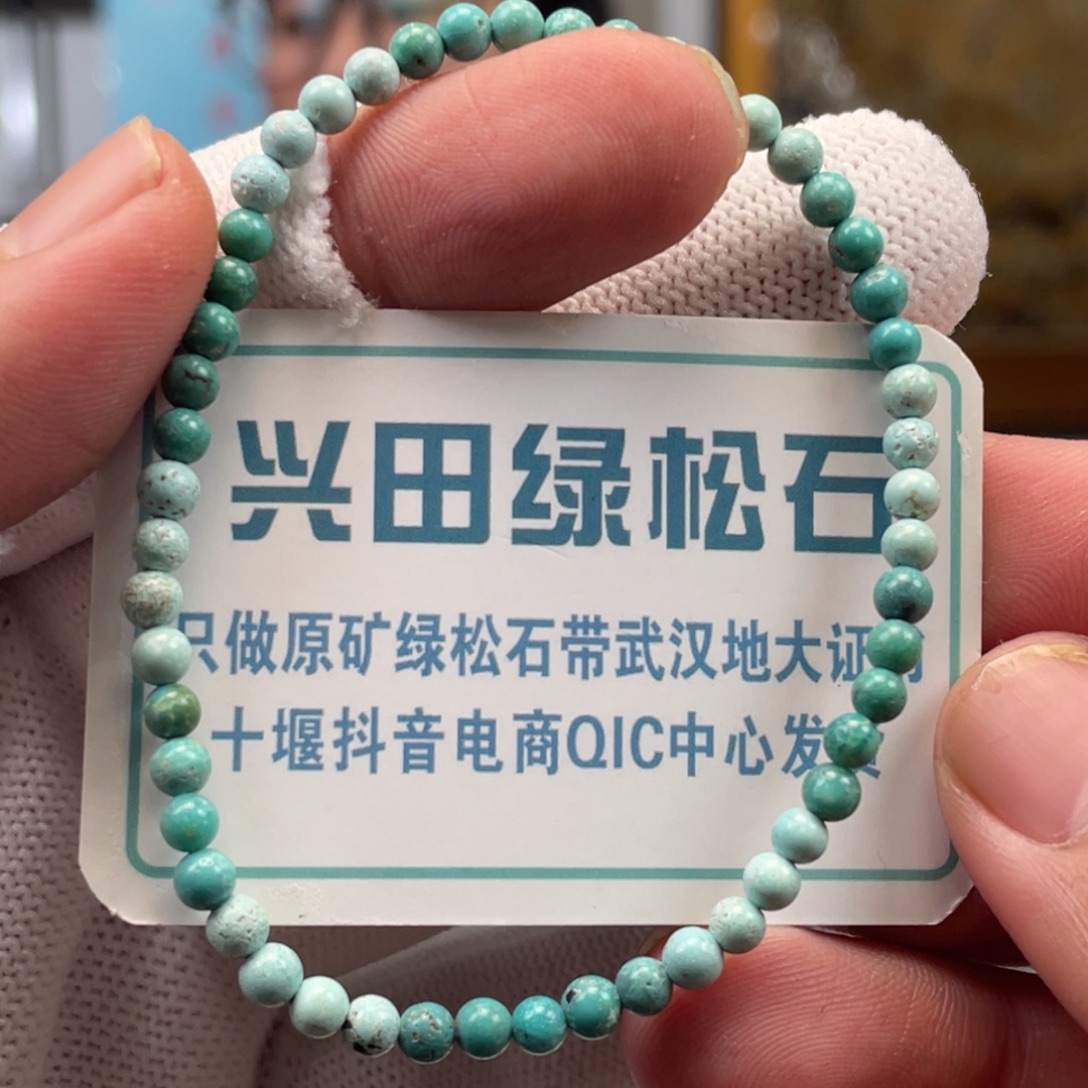 兴田绿松石
只做原矿绿松石带武汉地大证
十堰抖音电商QIC中心发